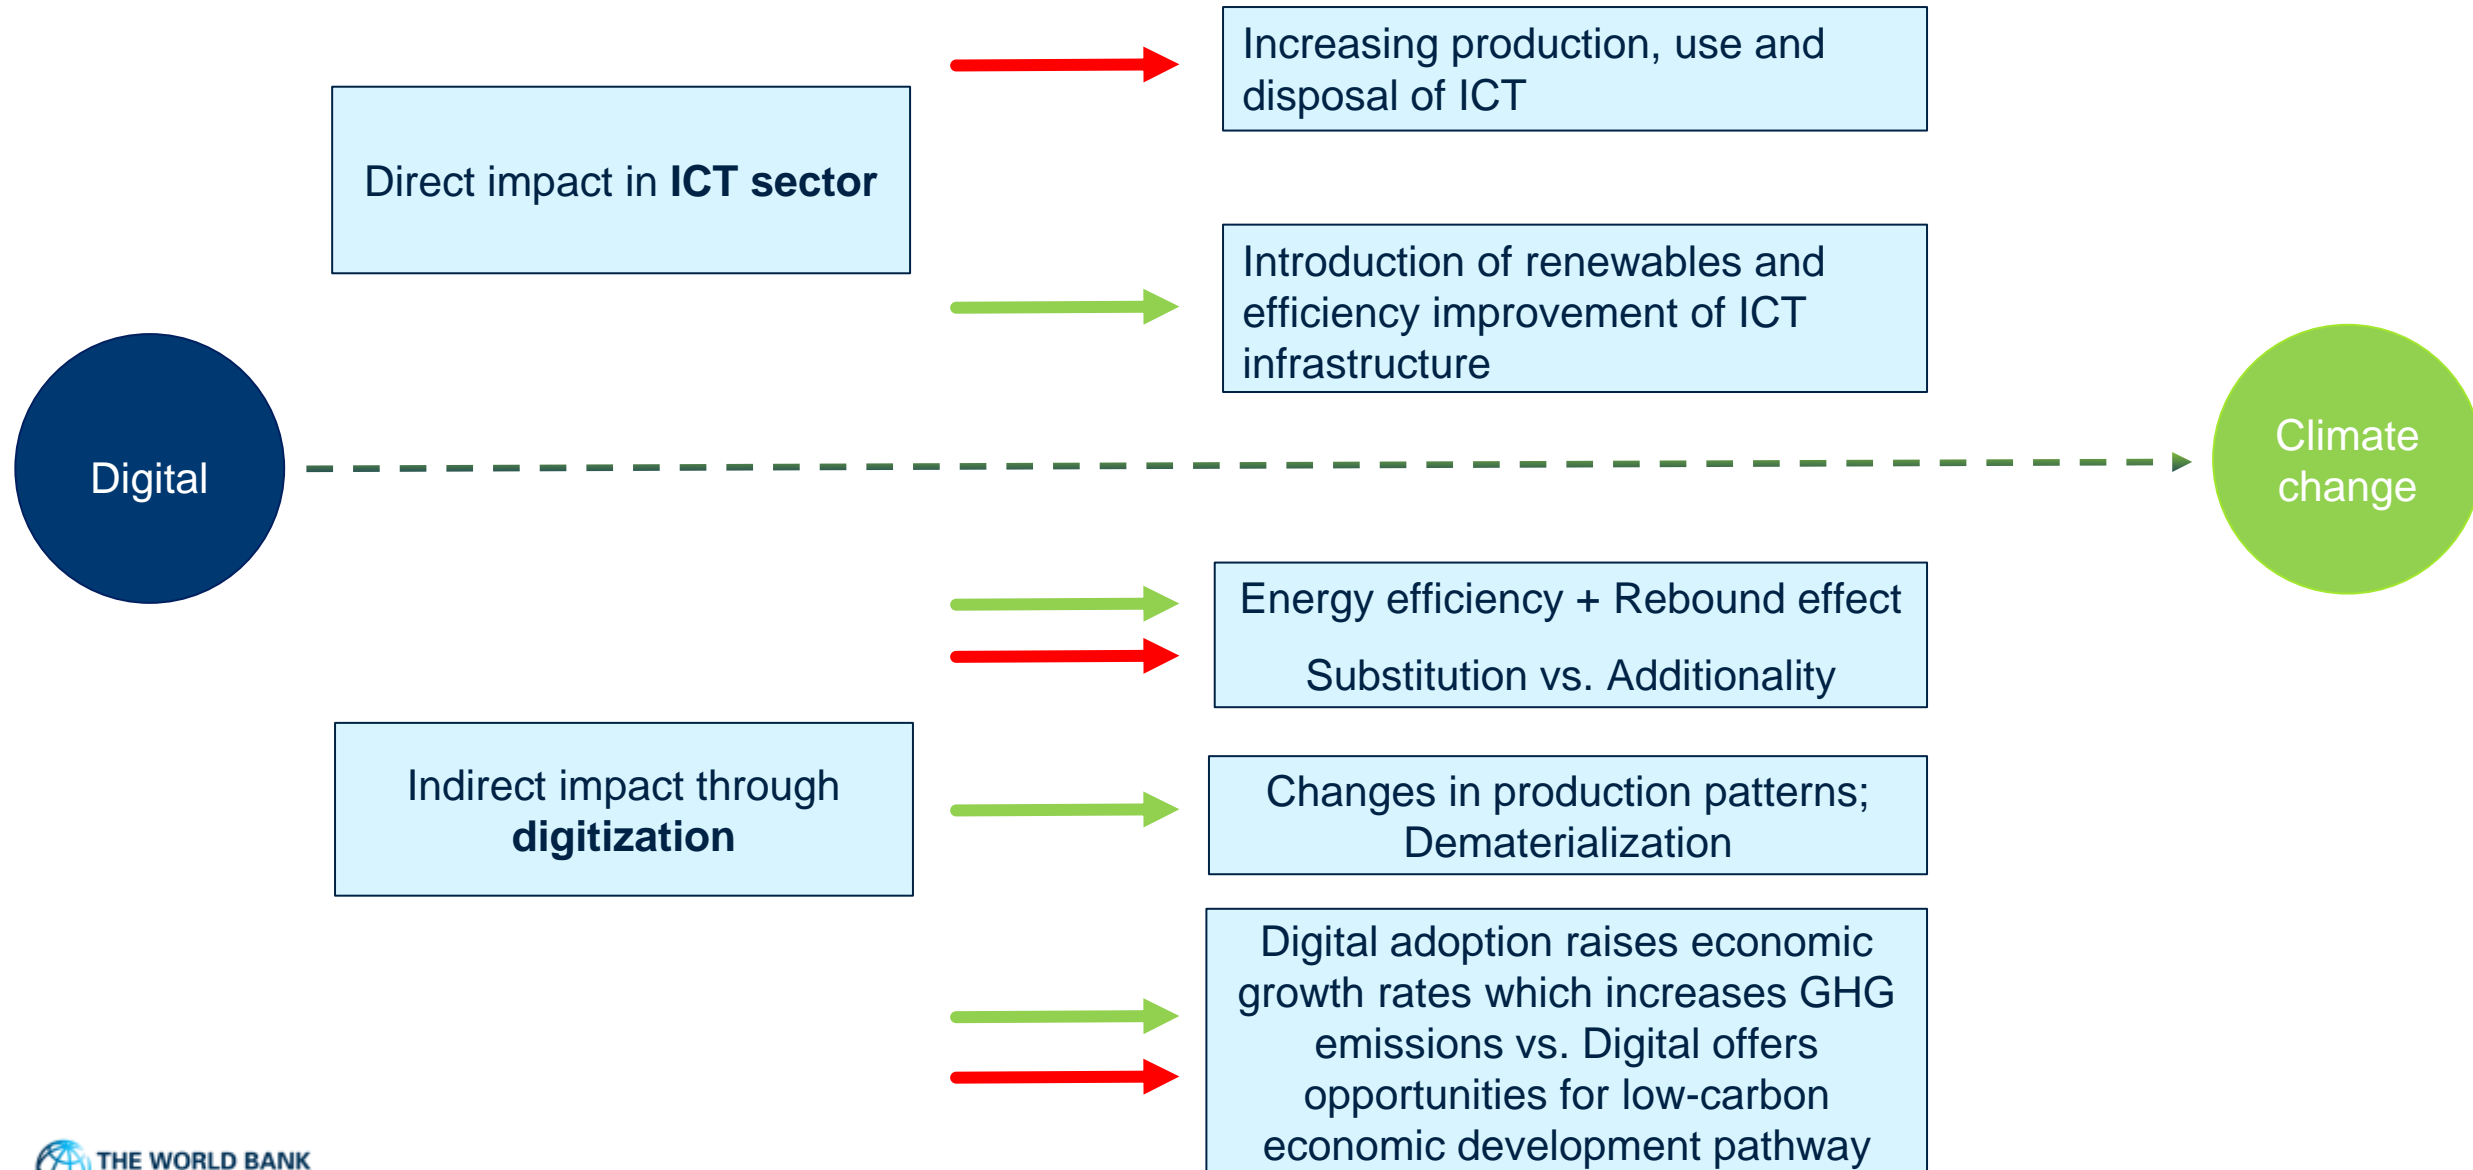 Increasing production, use and
disposal of ICT
Direct impact in ICT sector
Introduction of renewables and
efficiency improvement of ICT
infrastructure
Digital
Climate
change
Energy efficiency + Rebound effect
Substitution vs. Additionality
Indirect impact through
digitization
Changes in production patterns;
Dematerialization
Digital adoption raises economic
growth rates which increases GHG
emissions vs. Digital offers
opportunities for low-carbon
economic development pathway
THE WORLD BANK